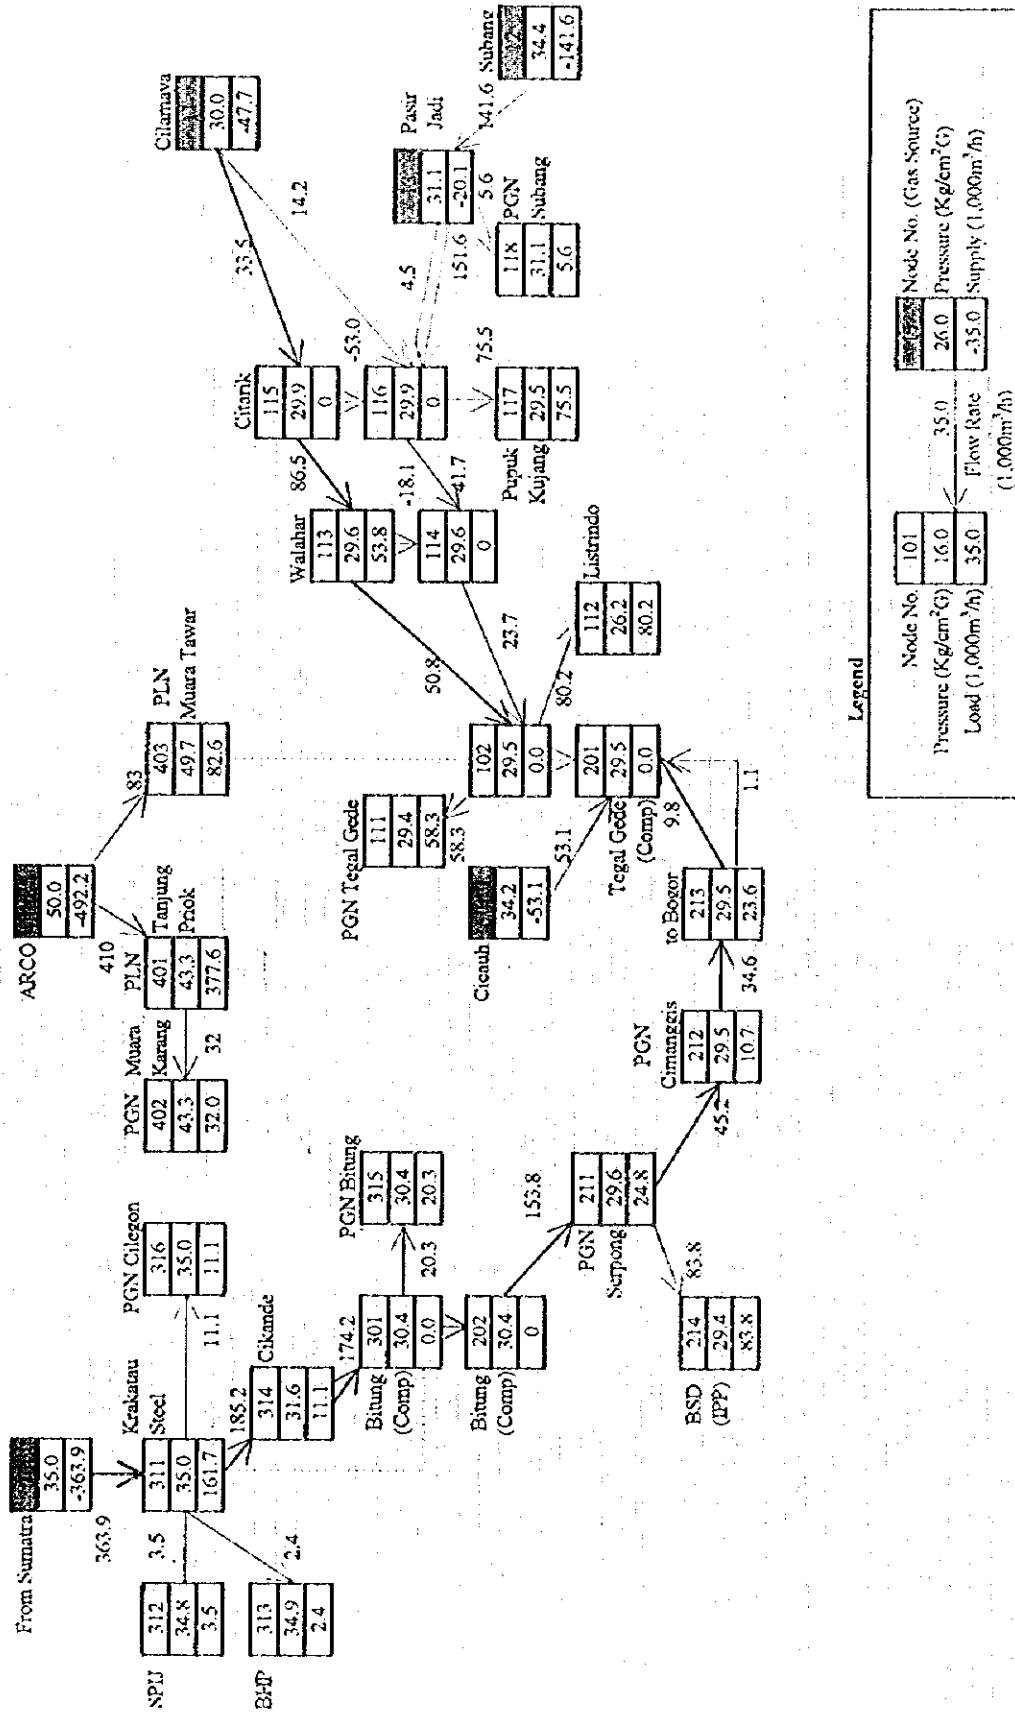 From Sumatra
35.0
-363.9
363.9
SPIJ
312
34.8
3.5
3.5
Krakatau
Steel
311
35.0
161.7
BHP
313
34.9
2.4
2.4
PGN Cilegon
316
35.0
11.1
11.1
185.2
Cikande
314
31.6
11.1
174.2
Bitung
(Comp)
301
30.4
0.0
PGN Bitung
315
30.4
20.3
20.3
Bitung
(Comp)
202
30.4
0
153.8
PGN
Serpong
211
29.6
24.8
83.8
BSD
(IPP)
214
29.4
83.8
45.2
PGN
Cimanggis
212
29.5
10.7
34.6
to Bogor
213
29.5
23.6
9.8
1.1
ARCO
50.0
-492.2
410
83
PGN
Muara
Karang
402
43.3
32.0
32
PLN
Tanjung
Priok
401
43.3
377.6
PLN
Muara Tawar
403
49.7
82.6
PGN Tegal Gede
111
29.4
58.3
58.3
102
29.5
0.0
Cicauh
34.2
-53.1
53.1
Tegal Gede
(Comp)
201
29.5
0.0
80.2
Listrindo
112
26.2
80.2
50.8
23.7
Walahar
113
29.6
53.8
-18.1
114
29.6
0
86.5
41.7
Citarik
115
29.9
0
-53.0
116
29.9
0
75.5
Pupuk
Kujang
117
29.5
75.5
33.5
14.2
Cilamaya
30.0
-47.7
4.5
151.6
Pasir
Jadi
31.1
-20.1
5.6
PGN
Subang
118
31.1
5.6
141.6
Subang
34.4
-141.6
Legend
Node No.
101
Pressure (Kg/cm²G)
16.0
Load (1,000m³/h)
35.0
35.0
Flow Rate
(1,000m³/h)
Node No. (Gas Source)
26.0
Pressure (Kg/cm²G)
-35.0
Supply (1,000m³/h)